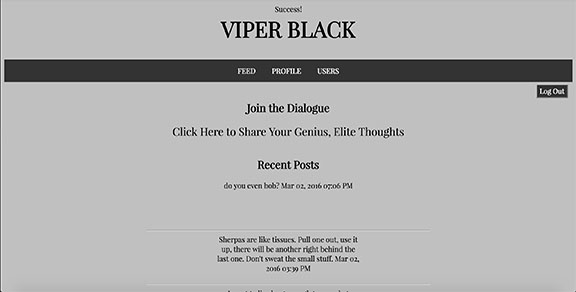 Success!
VIPER BLACK
FEED PROFILE USERS
Log Out
Join the Dialogue
Click Here to Share Your Genius, Elite Thoughts
Recent Posts
do you even bob? Mar 02, 2016 07:06 PM
Sherpas are like tissues. Pull one out, use it
up, there will be another right behind the
last one. Don't sweat the small stuff. Mar 02,
2016 03:39 PM